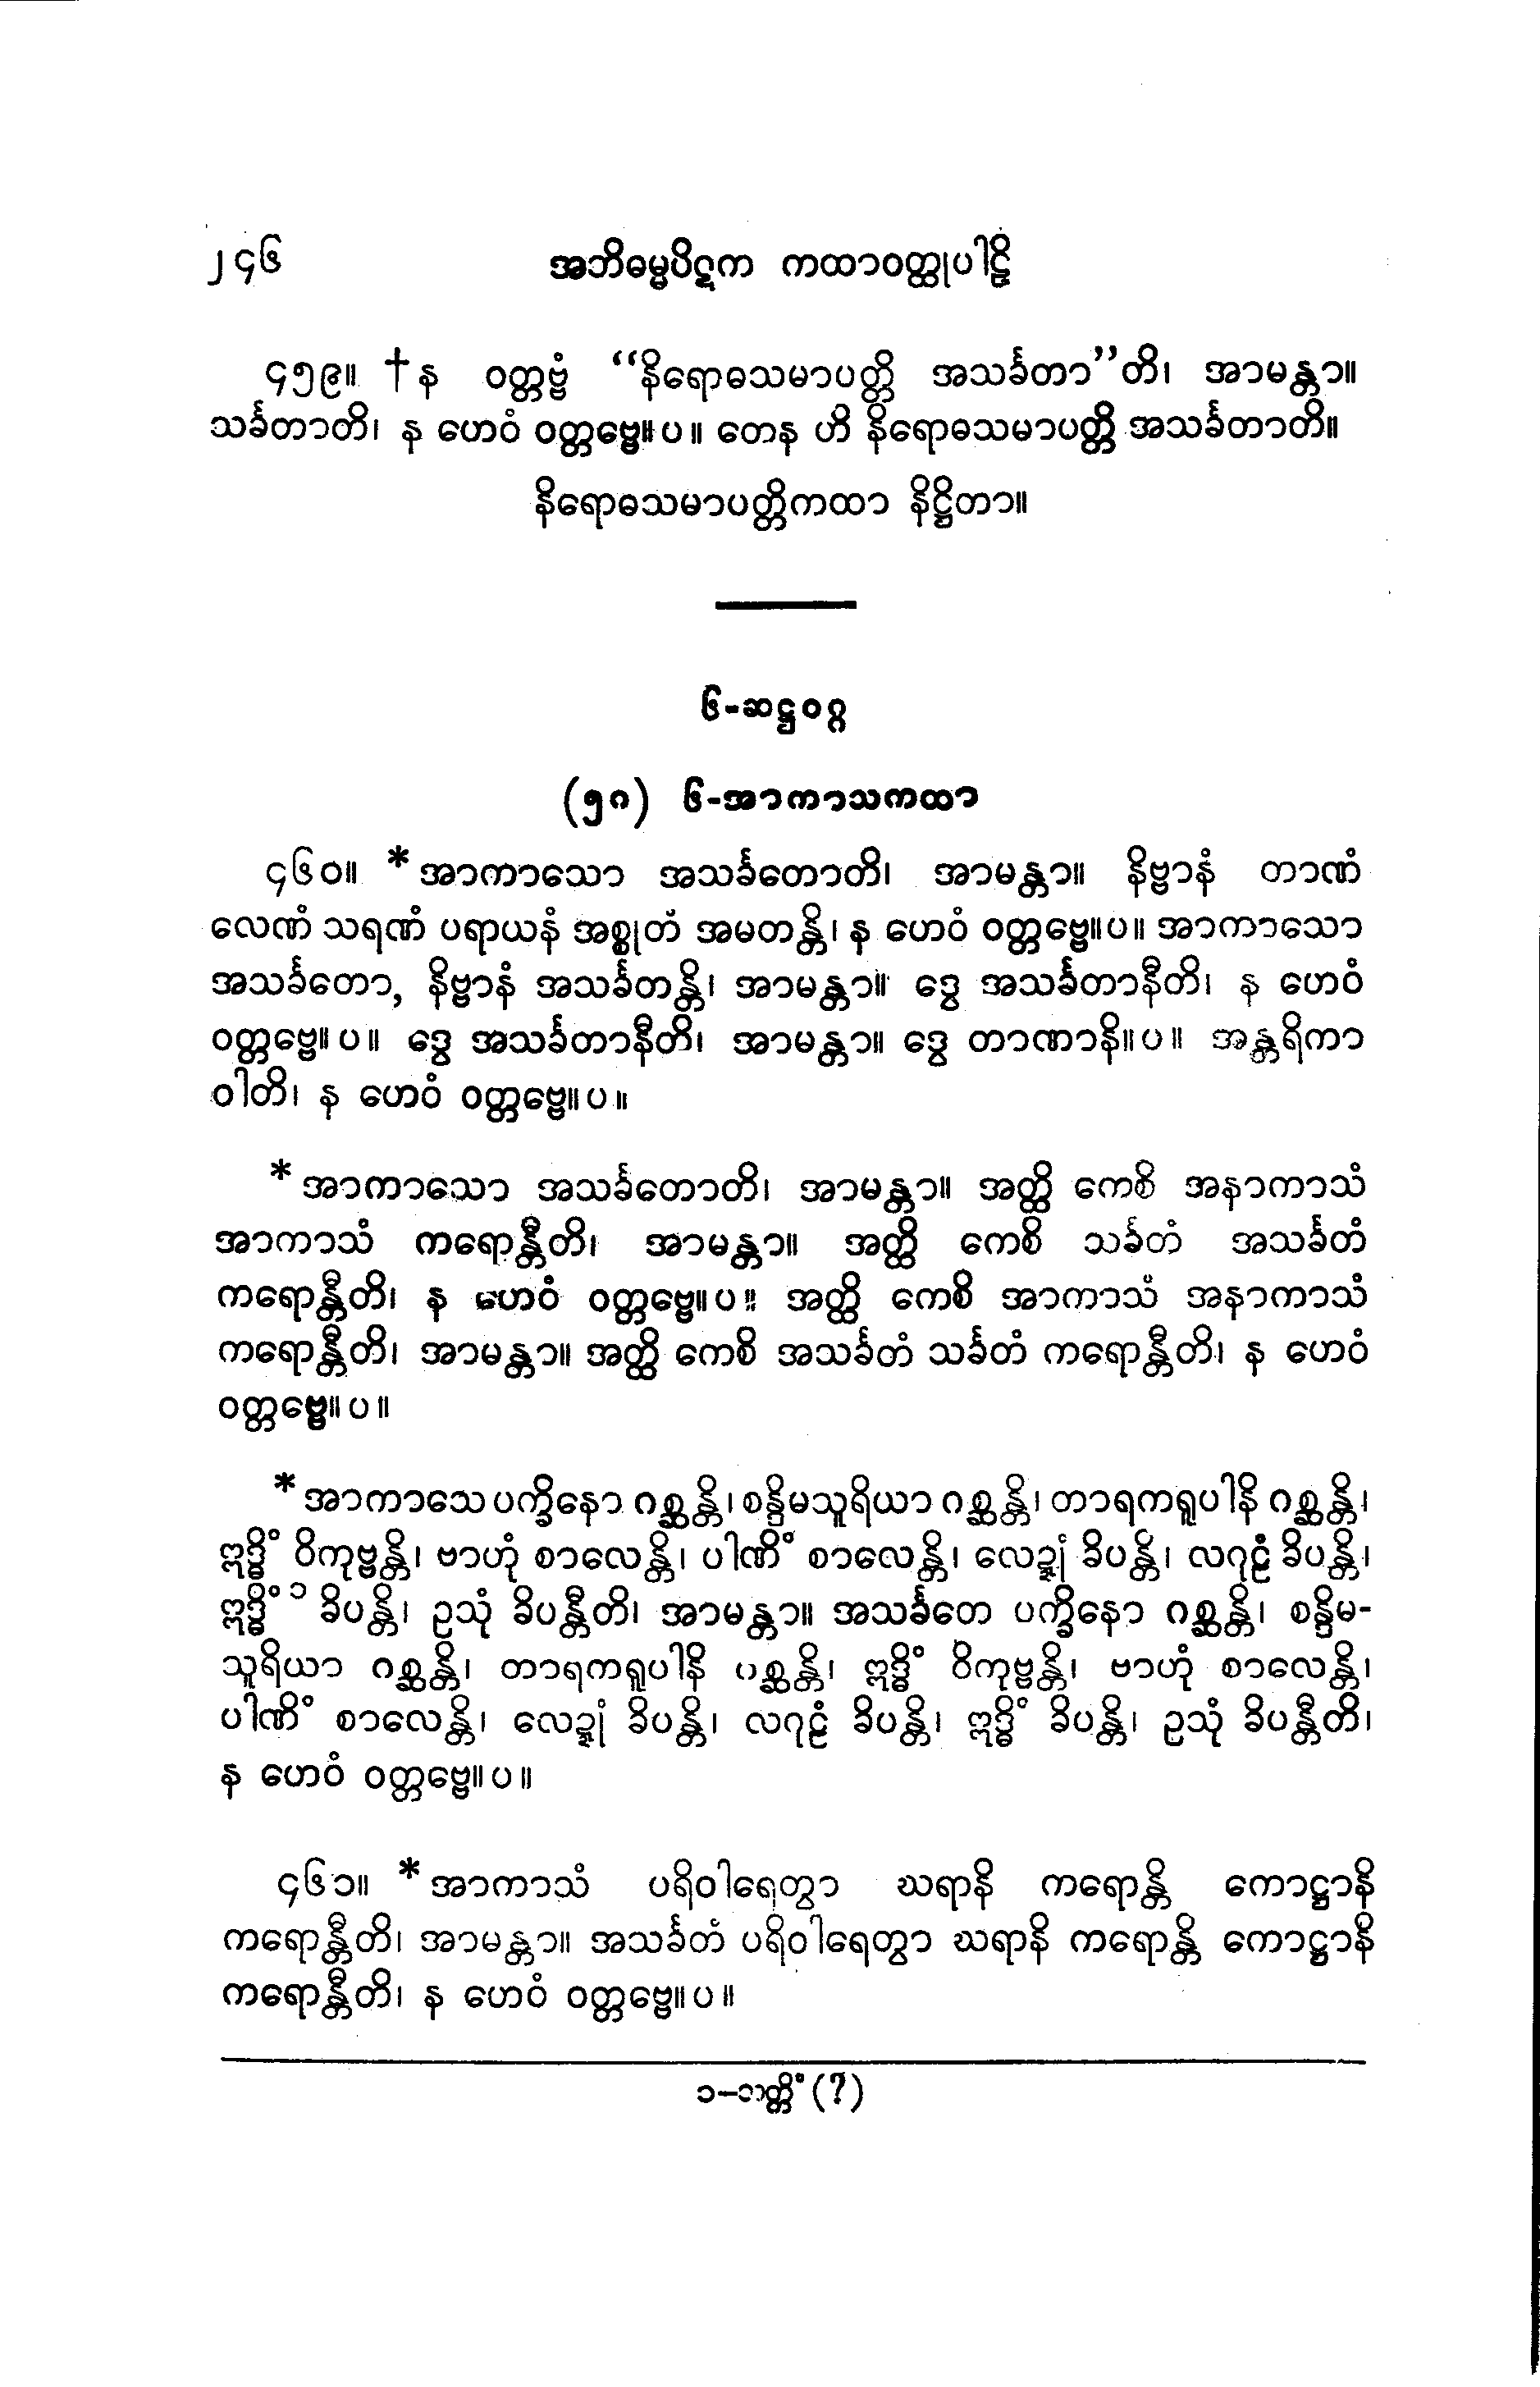 ၂၄၆ အဘိဓမ္မပိဋက ကထာဝတ္ထုပါဠိ
၄၅၉။ †န ဝတ္တဗ္ဗံ “နိရောဓသမာပတ္တိ အသင်္ခတာ”တိ၊ အာမန္တာ။
သင်္ခတာတိ၊ န ဟေဝံ ဝတ္တဗ္ဗေ။ပ။ တေန ဟိ နိရောဓသမာပတ္တိ အသင်္ခတာတိ။
နိရောဓသမာပတ္တိကထာ နိဋ္ဌိတာ။
၆-ဆဋ္ဌဝဂ္ဂ
(၅၈) ၆-အာကာသကထာ
၄၆၀။ *အာကာသော အသင်္ခတောတိ၊ အာမန္တာ။ နိဗ္ဗာနံ တာဏံ
လေဏံ သရဏံ ပရာယနံ အစ္စုတံ အမတန္တိ၊ န ဟေဝံ ဝတ္တဗ္ဗေ။ပ။ အာကာသော
အသင်္ခတော, နိဗ္ဗာနံ အသင်္ခတန္တိ၊ အာမန္တာ။ ဒွေ အသင်္ခတာနီတိ၊ န ဟေဝံ
ဝတ္တဗ္ဗေ။ပ။ ဒွေ အသင်္ခတာနီတိ၊ အာမန္တာ။ ဒွေ တာဏာနိ။ပ။ အန္တရိကာ
ဝါတိ၊ န ဟေဝံ ဝတ္တဗ္ဗေ။ပ။
*အာကာသော အသင်္ခတောတိ၊ အာမန္တာ။ အတ္ထိ ကေစိ အနာကာသံ
အာကာသံ ကရောန္တီတိ၊ အာမန္တာ။ အတ္ထိ ကေစိ သင်္ခတံ အသင်္ခတံ
ကရောန္တီတိ၊ န ဟေဝံ ဝတ္တဗ္ဗေ။ပ။ အတ္ထိ ကေစိ အာကာသံ အနာကာသံ
ကရောန္တီတိ၊ အာမန္တာ။ အတ္ထိ ကေစိ အသင်္ခတံ သင်္ခတံ ကရောန္တီတိ၊ န ဟေဝံ
ဝတ္တဗ္ဗေ။ပ။
*အာကာသေ ပက္ခိနော ဂစ္ဆန္တိ၊ စန္ဒိမသူရိယာ ဂစ္ဆန္တိ၊ တာရကရူပါနိ ဂစ္ဆန္တိ၊
ဣဒ္ဓိံ ဝိကုဗ္ဗန္တိ၊ ဗာဟုံ စာလေန္တိ၊ ပါဏိံ စာလေန္တိ၊ လေဍ္ဍုံ ခိပန္တိ၊ လဂုဠံ ခိပန္တိ၊
ဣဒ္ဓိံ ၁ ခိပန္တိ၊ ဥသုံ ခိပန္တီတိ၊ အာမန္တာ။ အသင်္ခတေ ပက္ခိနော ဂစ္ဆန္တိ၊ စန္ဒိမ-
သူရိယာ ဂစ္ဆန္တိ၊ တာရကရူပါနိ ဂစ္ဆန္တိ၊ ဣဒ္ဓိံ ဝိကုဗ္ဗန္တိ၊ ဗာဟုံ စာလေန္တိ၊
ပါဏိံ စာလေန္တိ၊ လေဍ္ဍုံ ခိပန္တိ၊ လဂုဠံ ခိပန္တိ၊ ဣဒ္ဓိံ ခိပန္တိ၊ ဥသုံ ခိပန္တီတိ၊
န ဟေဝံ ဝတ္တဗ္ဗေ။ပ။
၄၆၁။ *အာကာသံ ပရိဝါရေတွာ ဃရာနိ ကရောန္တိ ကောဋ္ဌာနိ
ကရောန္တီတိ၊ အာမန္တာ။ အသင်္ခတံ ပရိဝါရေတွာ ဃရာနိ ကရောန္တိ ကောဋ္ဌာနိ
ကရောန္တီတိ၊ န ဟေဝံ ဝတ္တဗ္ဗေ။ပ။
၁-